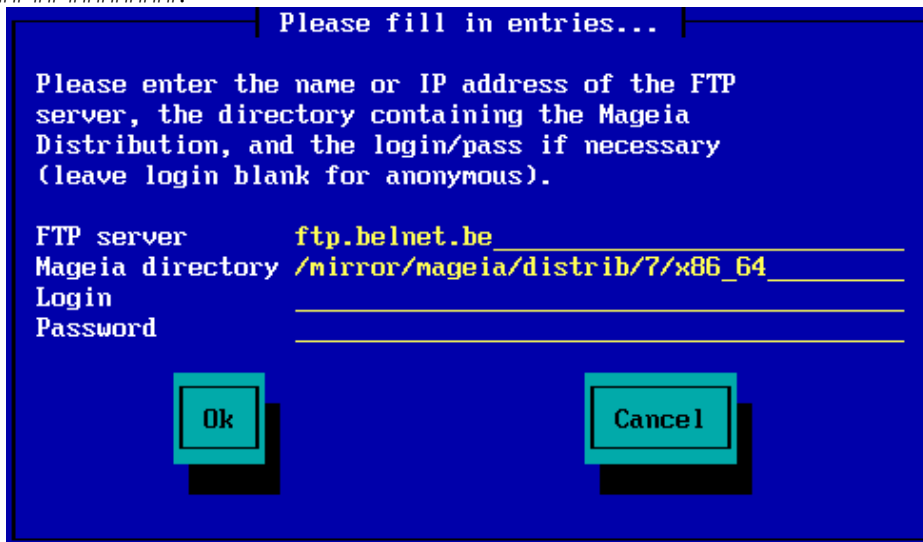 Please fill in entries...
Please enter the name or IP address of the FTP
server, the directory containing the Mageia
Distribution, and the login/pass if necessary
(leave login blank for anonymous).
FTP server ftp.belnet.be
Mageia directory /mirror/mageia/distrib/7/x86_64
Login
Password
Ok Cancel